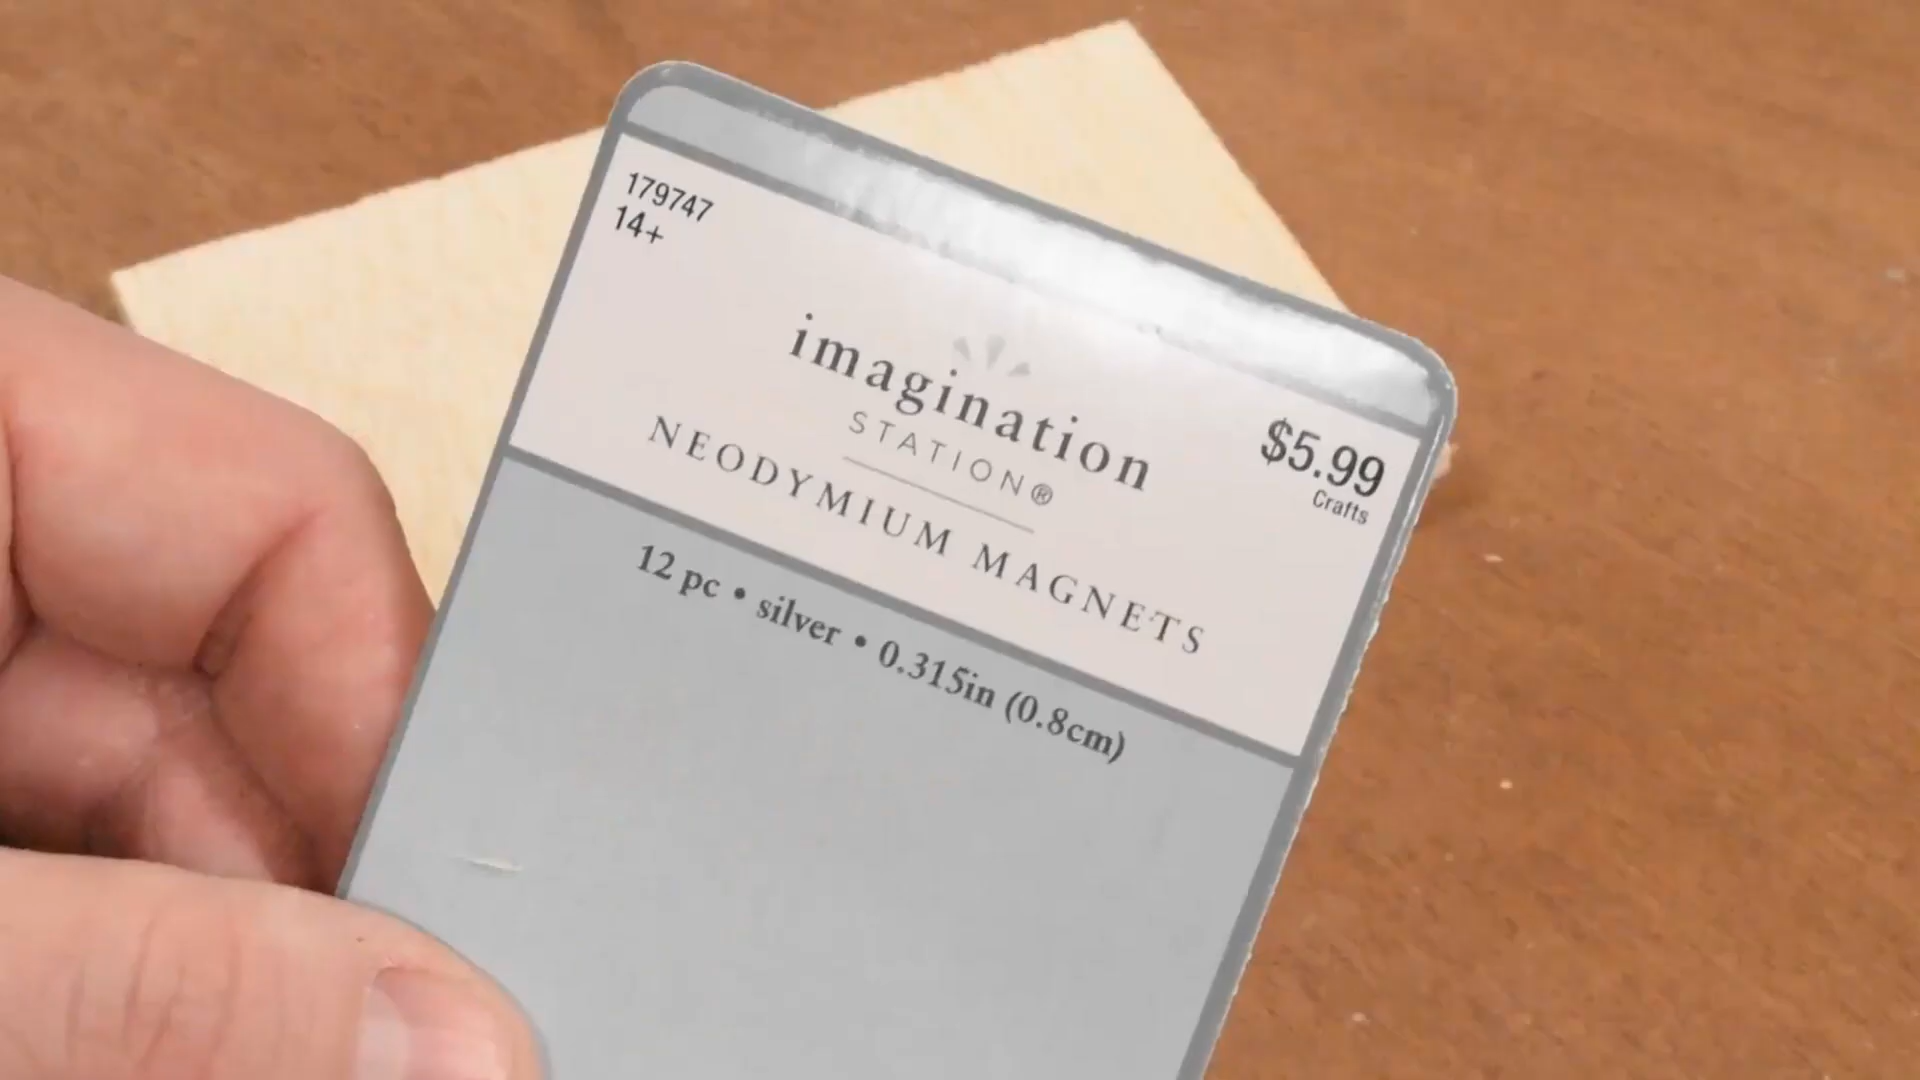 179747
14+
imagination
STATION®
$5.99
Crafts
NEODYMIUM MAGNETS
12 pc • silver • 0.315in (0.8cm)